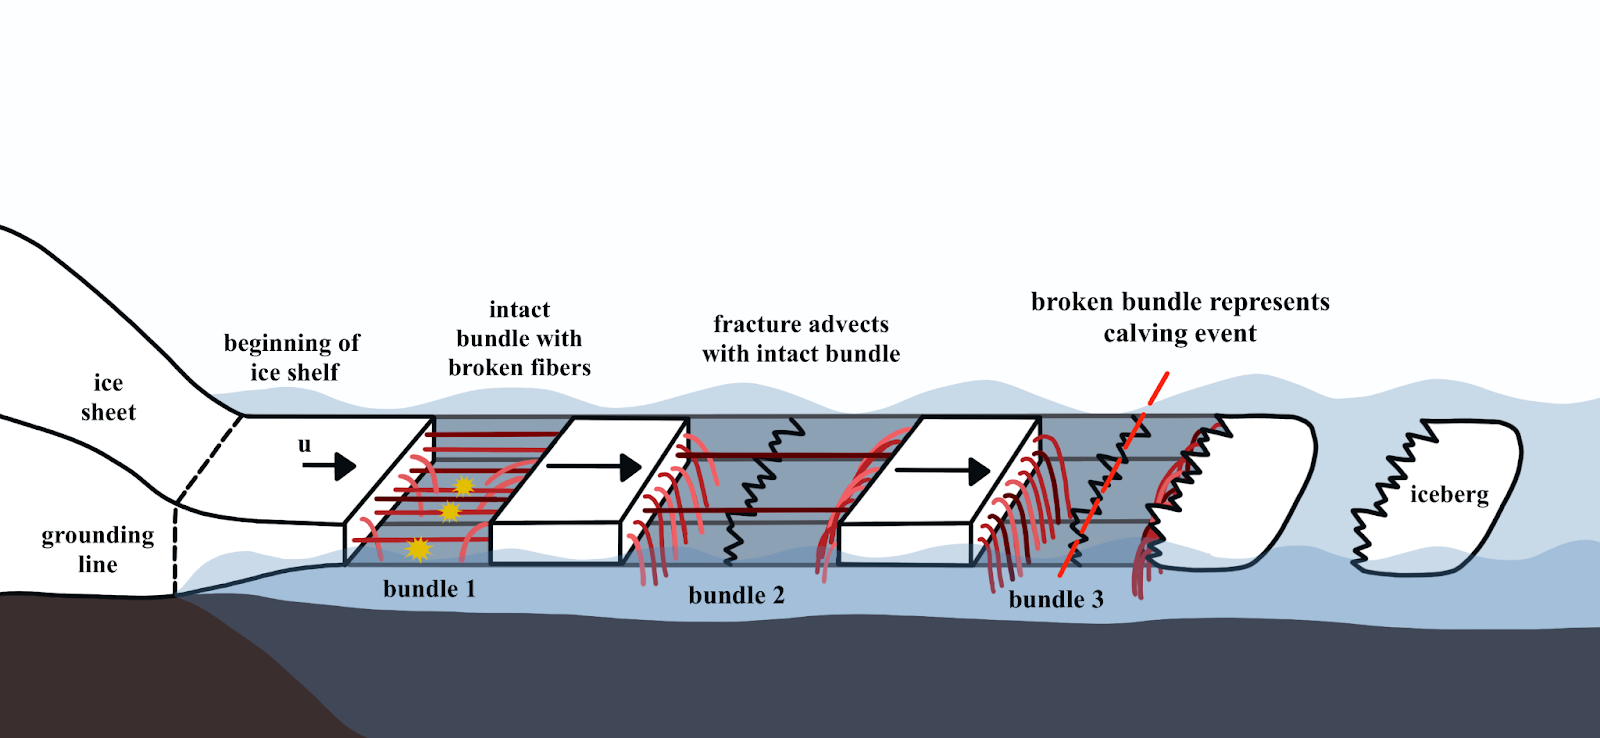 ice
sheet
grounding
line
beginning of
ice shelf
u
intact
bundle with
broken fibers
bundle 1
fracture advects
with intact bundle
bundle 2
broken bundle represents
calving event
bundle 3
iceberg